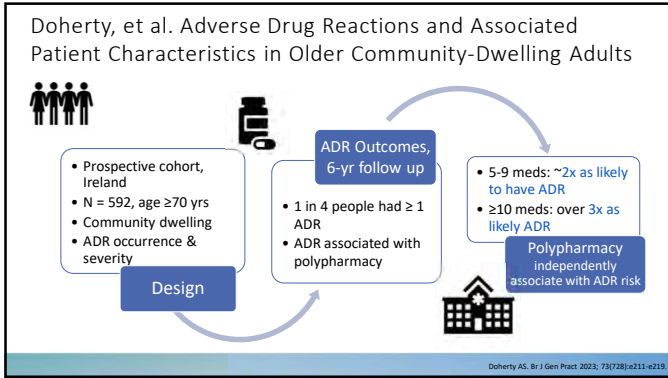 Doherty, et al. Adverse Drug Reactions and Associated
Patient Characteristics in Older Community-Dwelling Adults
• Prospective cohort,
Ireland
• N = 592, age ≥70 yrs
• Community dwelling
• ADR occurrence &
severity
Design
ADR Outcomes,
6-yr follow up
• 1 in 4 people had ≥ 1
ADR
• ADR associated with
polypharmacy
• 5-9 meds: ~2x as likely
to have ADR
• ≥10 meds: over 3x as
likely ADR
Polypharmacy
independently
associate with ADR risk
Doherty AS. Br J Gen Pract 2023; 73(728):e211-e219.